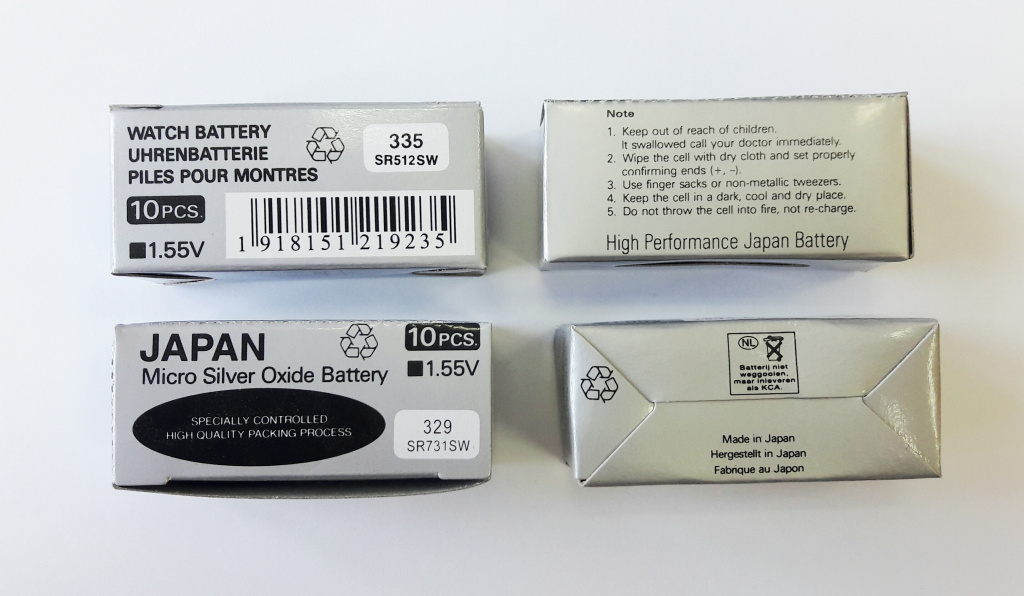 WATCH BATTERY
UHRENBATTERIE
PILES POUR MONTRES
335
SR512SW
10PCS.
1.55V
1 918151 219235
Note
1. Keep out of reach of children.
It swallowed call your doctor immediately.
2. Wipe the cell with dry cloth and set properly
confirming ends (+, –).
3. Use finger sacks or non-metallic tweezers.
4. Keep the cell in a dark, cool and dry place.
5. Do not throw the cell into fire, not re-charge.
High Performance Japan Battery
JAPAN
Micro Silver Oxide Battery
10PCS.
1.55V
SPECIALLY CONTROLLED
HIGH QUALITY PACKING PROCESS
329
SR731SW
NL
Batterij niet
weggooien,
maar inleveren
als KCA.
Made in Japan
Hergestellt in Japan
Fabrique au Japon